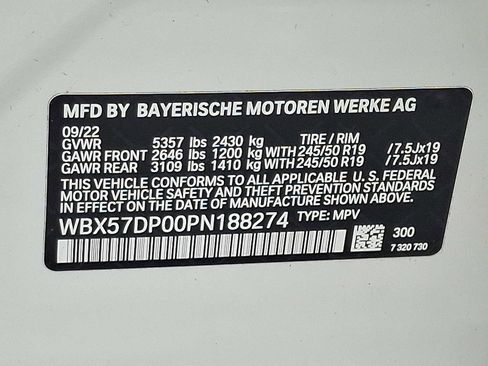 MFD BY BAYERISCHE MOTOREN WERKE AG
09/22
GVWR 5357 lbs 2430 kg TIRE / RIM
GAWR FRONT 2646 lbs 1200 kg WITH 245/50 R19 /7.5Jx19
GAWR REAR 3109 lbs 1410 kg WITH 245/50 R19 /7.5Jx19
THIS VEHICLE CONFORMS TO ALL APPLICABLE U.S. FEDERAL
MOTOR VEHICLE SAFETY AND THEFT PREVENTION STANDARDS
IN EFFECT ON THE DATE OF MANUFACTURE SHOWN ABOVE.
WBX57DP00PN188274 TYPE: MPV
300
7 320 730